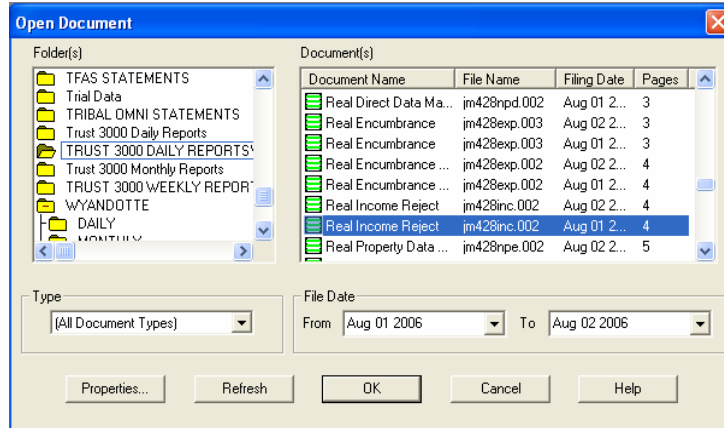 Open Document
Folder(s)
TFAS STATEMENTS
Trial Data
TRIBAL OMNI STATEMENTS
Trust 3000 Daily Reports
TRUST 3000 DAILY REPORTS
Trust 3000 Monthly Reports
TRUST 3000 WEEKLY REPOR
WYANDOTTE
DAILY
MONTHLY
Document(s)
Document Name File Name Filing Date Pages
Real Direct Data Ma... jm428npd.002 Aug 01 2... 3
Real Encumbrance jm428exp.003 Aug 02 2... 3
Real Encumbrance jm428exp.003 Aug 01 2... 3
Real Encumbrance ... jm428exp.002 Aug 02 2... 4
Real Encumbrance ... jm428exp.002 Aug 01 2... 4
Real Income Reject jm428inc.002 Aug 02 2... 4
Real Income Reject jm428inc.002 Aug 01 2... 4
Real Property Data ... jm428npe.002 Aug 02 2... 5
Type
(All Document Types)
File Date
From Aug 01 2006 To Aug 02 2006
Properties... Refresh OK Cancel Help